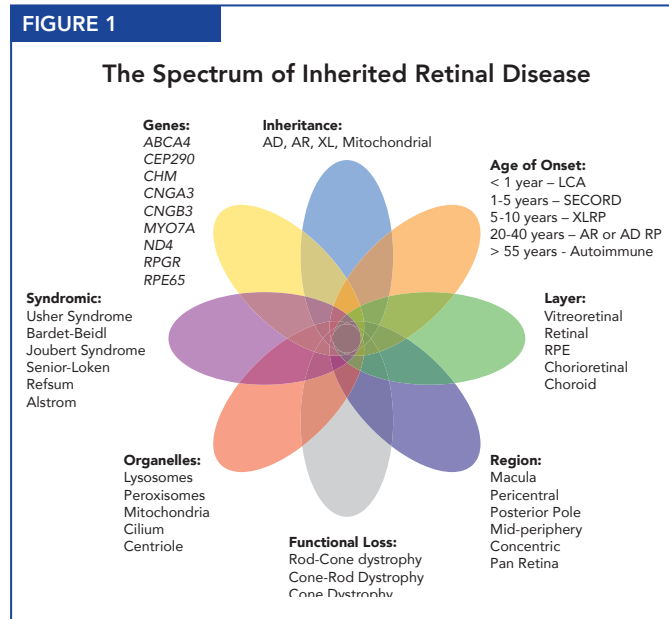 FIGURE 1
The Spectrum of Inherited Retinal Disease
Genes:
ABCA4
CEP290
CHM
CNGA3
CNGB3
MYO7A
ND4
RPGR
RPE65
Inheritance:
AD, AR, XL, Mitochondrial
Age of Onset:
< 1 year – LCA
1-5 years – SECORD
5-10 years – XLRP
20-40 years – AR or AD RP
> 55 years - Autoimmune
Syndromic:
Usher Syndrome
Bardet-Biedl
Joubert Syndrome
Senior-Loken
Refsum
Alstrom
Layer:
Vitreoretinal
Retinal
RPE
Chorioretinal
Choroid
Organelles:
Lysosomes
Peroxisomes
Mitochondria
Cilium
Centriole
Region:
Macula
Pericentral
Posterior Pole
Mid-periphery
Concentric
Pan Retina
Functional Loss:
Rod-Cone dystrophy
Cone-Rod Dystrophy
Cone Dystrophy